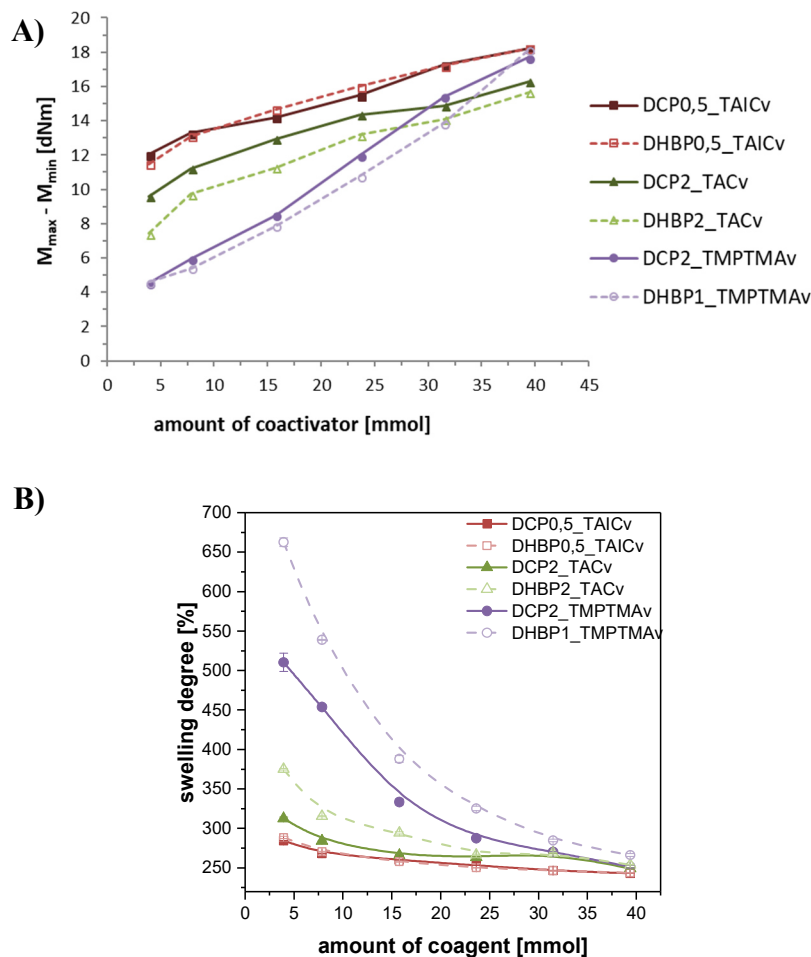 A)
20
18
16
14
12
10
8
6
4
2
0
M max - M min [dNm]
0 5 10 15 20 25 30 35 40 45
amount of coactivator [mmol]
DCP0,5_TAICv
DHBP0,5_TAICv
DCP2_TACv
DHBP2_TACv
DCP2_TMPTMAv
DHBP1_TMPTMAv
B)
700
650
600
550
500
450
400
350
300
250
swelling degree [%]
DCP0,5_TAICv
DHBP0,5_TAICv
DCP2_TACv
DHBP2_TACv
DCP2_TMPTMAv
DHBP1_TMPTMAv
0 5 10 15 20 25 30 35 40
amount of coagent [mmol]